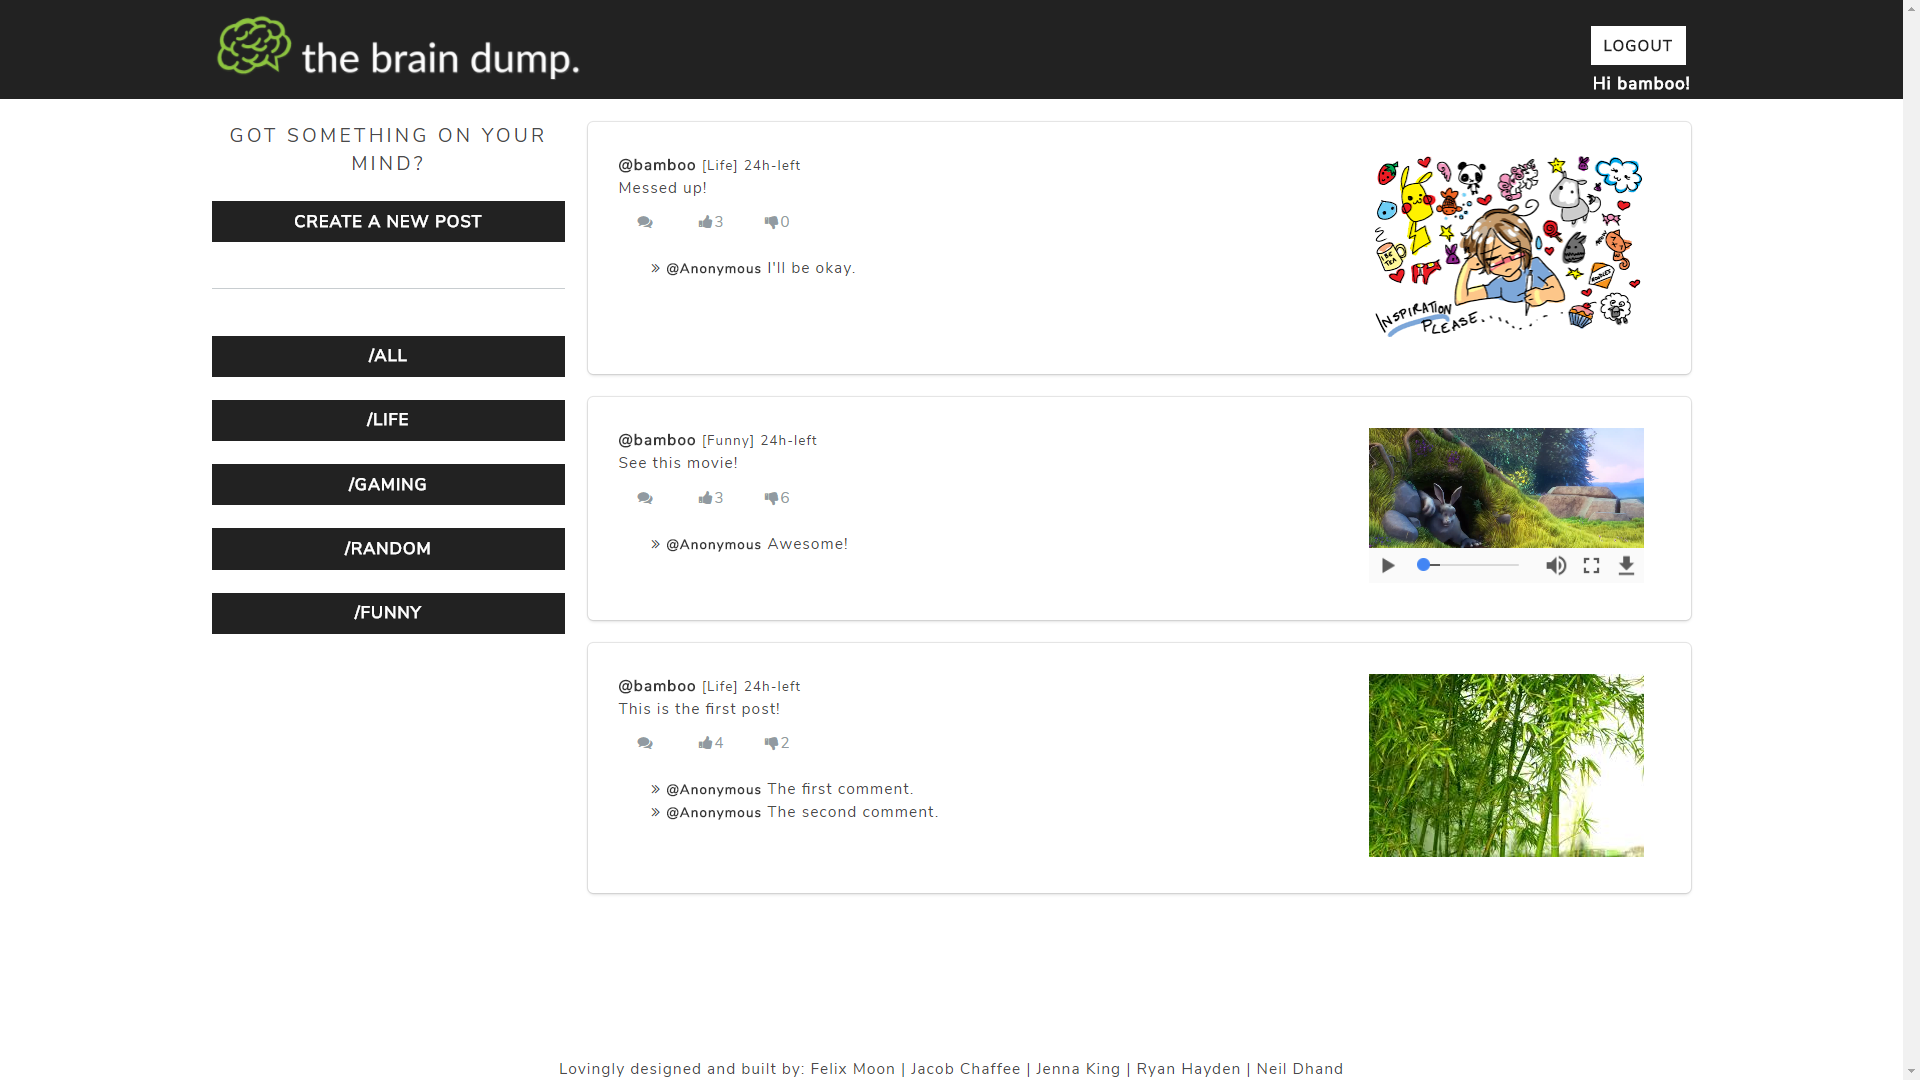 the brain dump.
LOGOUT
Hi bamboo!
GOT SOMETHING ON YOUR
MIND?
CREATE A NEW POST
/ALL
/LIFE
/GAMING
/RANDOM
/FUNNY
@bamboo [Life] 24h-left
Messed up!
3 0
» @Anonymous I'll be okay.
I BE
TEA
INSPIRATION
PLEASE.
@bamboo [Funny] 24h-left
See this movie!
3 6
» @Anonymous Awesome!
@bamboo [Life] 24h-left
This is the first post!
4 2
» @Anonymous The first comment.
» @Anonymous The second comment.
Lovingly designed and built by: Felix Moon | Jacob Chaffee | Jenna King | Ryan Hayden | Neil Dhand